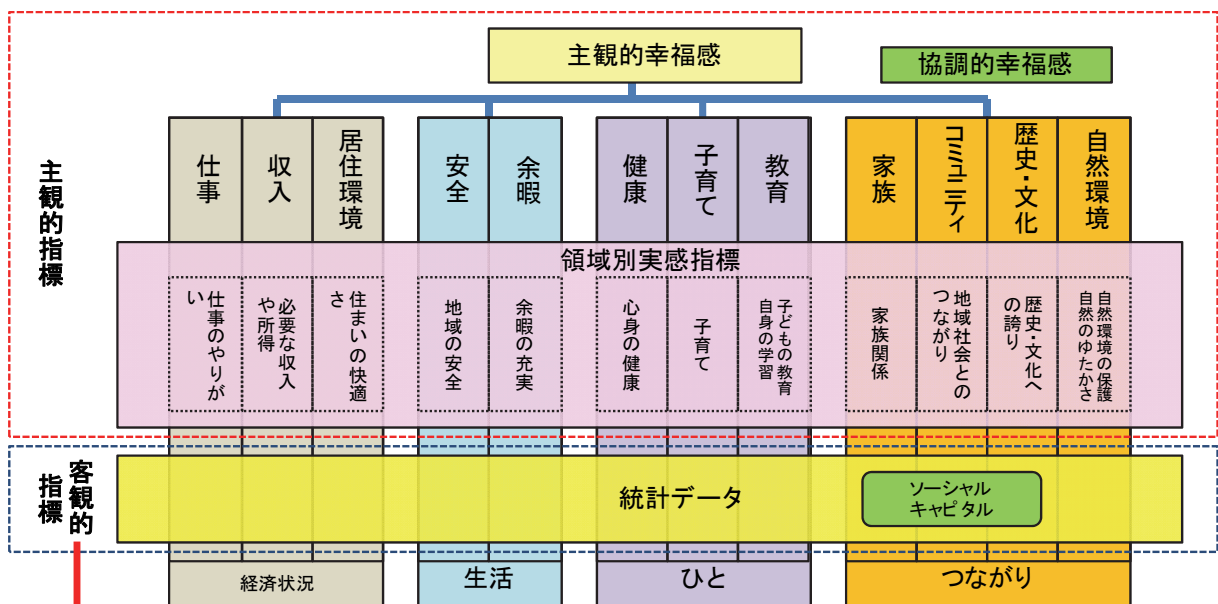 主観的幸福感
協調的幸福感
主観的指標
仕事
収入
居住環境
安全
余暇
健康
子育て
教育
家族
コミュニティ
歴史・文化
自然環境
領域別実感指標
仕事のやりが
い
必要な収入
や所得
住まいの快適
さ
地域の安全
余暇の充実
心身の健康
子育て
子どもの教育
自身の学習
家族関係
地域社会との
つながり
歴史・文化へ
の誇り
自然環境の保護
自然のゆたかさ
客観的
指標
統計データ
ソーシャル
キャピタル
経済状況
生活
ひと
つながり